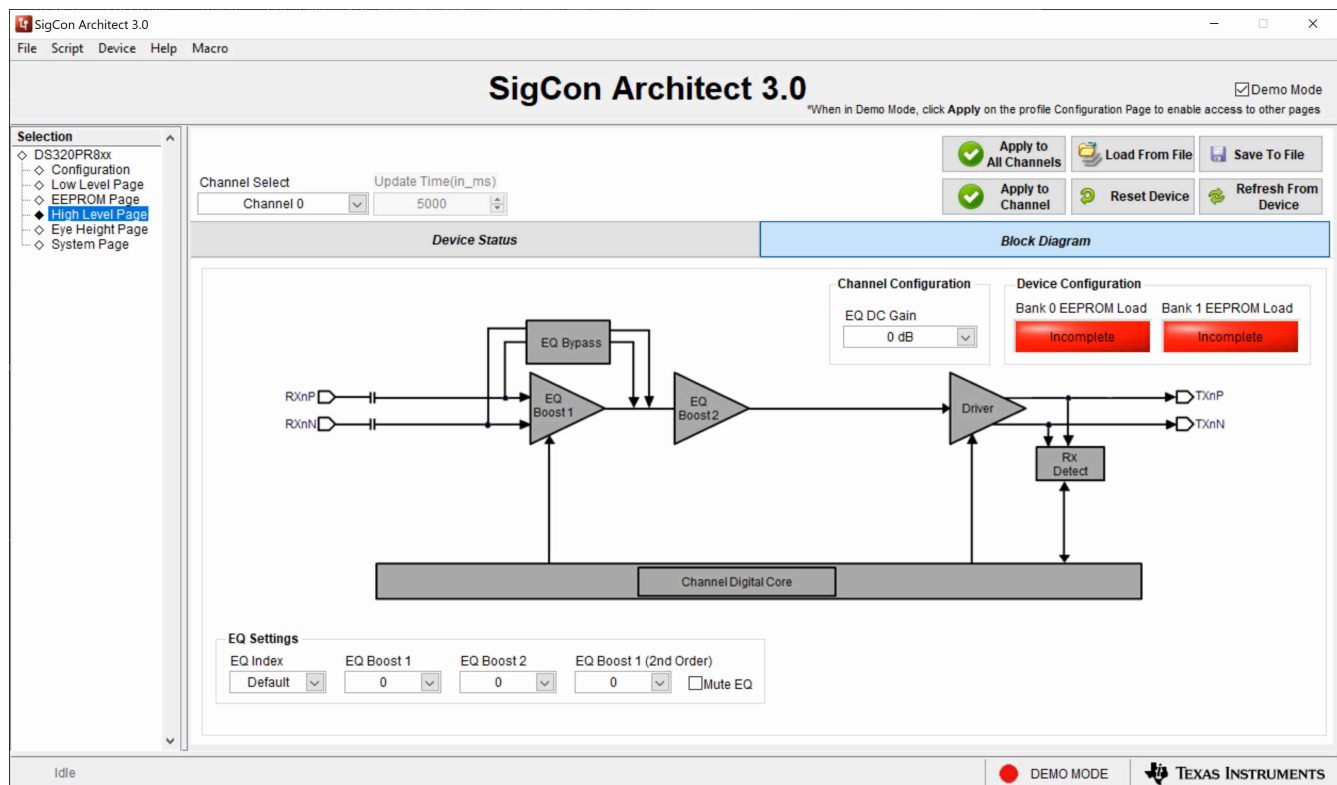 SigCon Architect 3.0
File Script Device Help Macro
SigCon Architect 3.0
Demo Mode
*When in Demo Mode, click Apply on the profile Configuration Page to enable access to other pages
Selection
DS320PR8xx
Configuration
Low Level Page
EEPROM Page
High Level Page
Eye Height Page
System Page
Channel Select
Channel 0
Update Time(in_ms)
5000
Apply to
All Channels
Load From File
Save To File
Apply to
Channel
Reset Device
Refresh From
Device
Device Status
Block Diagram
Channel Configuration
EQ DC Gain
0 dB
Device Configuration
Bank 0 EEPROM Load
Bank 1 EEPROM Load
Incomplete
Incomplete
EQ Bypass
RXnP
RXnN
EQ
Boost 1
EQ
Boost 2
Driver
TXnP
TXnN
Rx
Detect
Channel Digital Core
EQ Settings
EQ Index
EQ Boost 1
EQ Boost 2
EQ Boost 1 (2nd Order)
Default
0
0
0
Mute EQ
Idle
DEMO MODE
TEXAS INSTRUMENTS